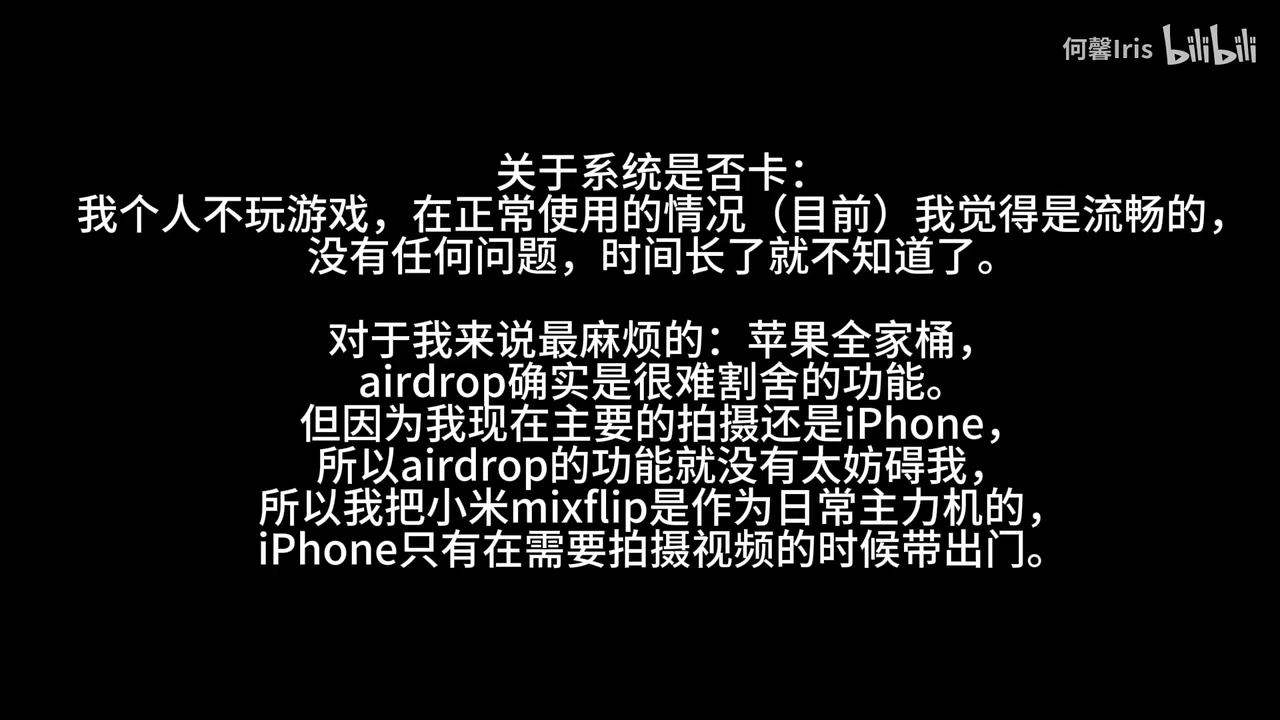 何馨Iris bilibili
关于系统是否卡：
我个人不玩游戏，在正常使用的情况（目前）我觉得是流畅的，
没有任何问题，时间长了就不知道了。
对于我来说最麻烦的：苹果全家桶，
airdrop确实是很难割舍的功能。
但因为我现在主要的拍摄还是iPhone，
所以airdrop的功能就没有太妨碍我，
所以我把小米mixflip是作为日常主力机的，
iPhone只有在需要拍摄视频的时候带出门。